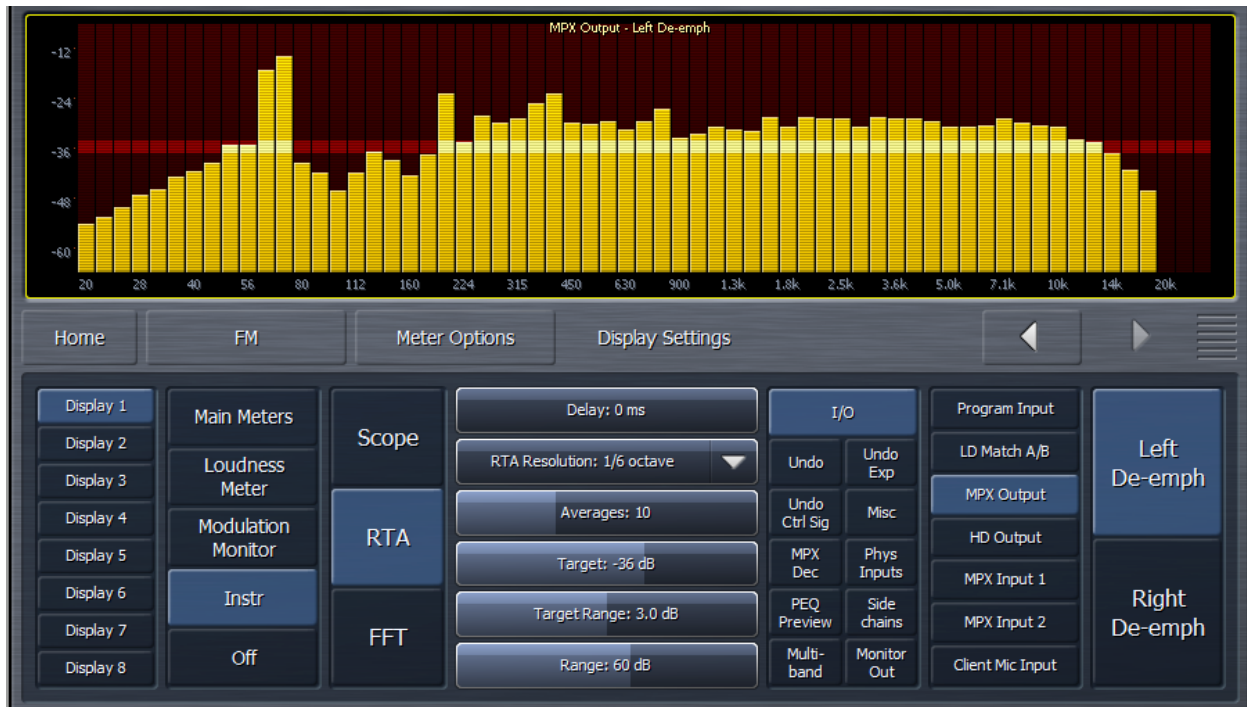 MPX Output - Left De-emph
-12
-24
-36
-48
-60
20 28 40 56 80 112 160 224 315 450 630 900 1.3k 1.8k 2.5k 3.6k 5.0k 7.1k 10k 14k 20k
Home FM Meter Options Display Settings
Display 1
Display 2
Display 3
Display 4
Display 5
Display 6
Display 7
Display 8
Main Meters
Loudness
Meter
Modulation
Monitor
Instr
Off
Scope
RTA
FFT
Delay: 0 ms
RTA Resolution: 1/6 octave
Averages: 10
Target: -36 dB
Target Range: 3.0 dB
Range: 60 dB
I/O
Undo
Undo
Exp
Undo
Ctrl Sig
Misc
MPX
Dec
Phys
Inputs
PEQ
Preview
Side
chains
Multi-
band
Monitor
Out
Program Input
LD Match A/B
MPX Output
HD Output
MPX Input 1
MPX Input 2
Client Mic Input
Left
De-emph
Right
De-emph